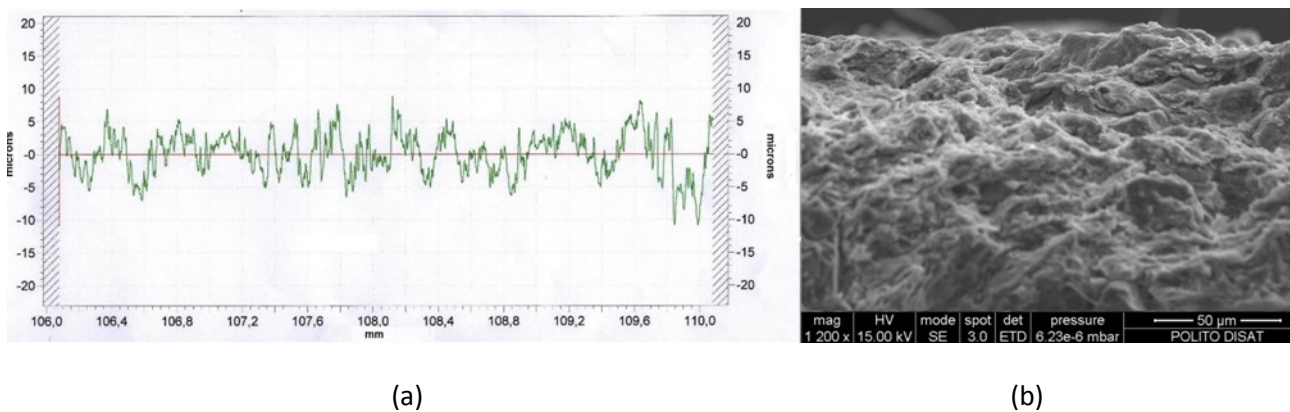 21
15
10
5
-0
-5
-10
-15
-20
microns
106,0 106,4 106,8 107,2 107,6 108,0 108,4 108,8 109,2 109,6 110,0
mm
20
15
10
5
-0
-5
-10
-15
-20
microns
mag HV mode spot det pressure 50 µm
1 200 x 15.00 kV SE 3.0 ETD 6.23e-6 mbar POLITO DISAT
(a) (b)